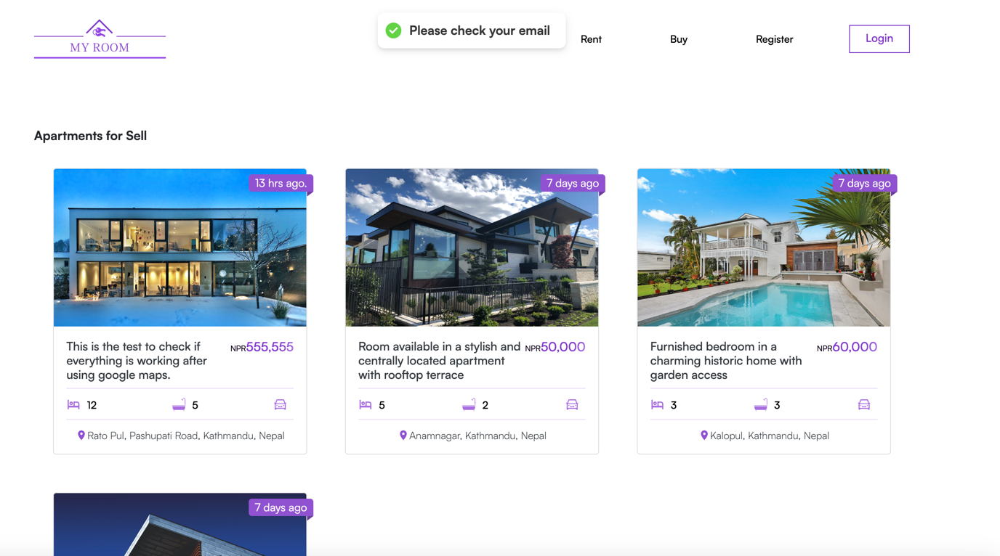 MY ROOM
Please check your email
Rent
Buy
Register
Login
Apartments for Sell
13 hrs ago.
This is the test to check if
everything is working after
using google maps.
NPR555,555
12
5
Rato Pul, Pashupati Road, Kathmandu, Nepal
7 days ago
Room available in a stylish and
centrally located apartment
with rooftop terrace
NPR50,000
5
2
Anamnagar, Kathmandu, Nepal
7 days ago
Furnished bedroom in a
charming historic home with
garden access
NPR60,000
3
3
Kalopul, Kathmandu, Nepal
7 days ago